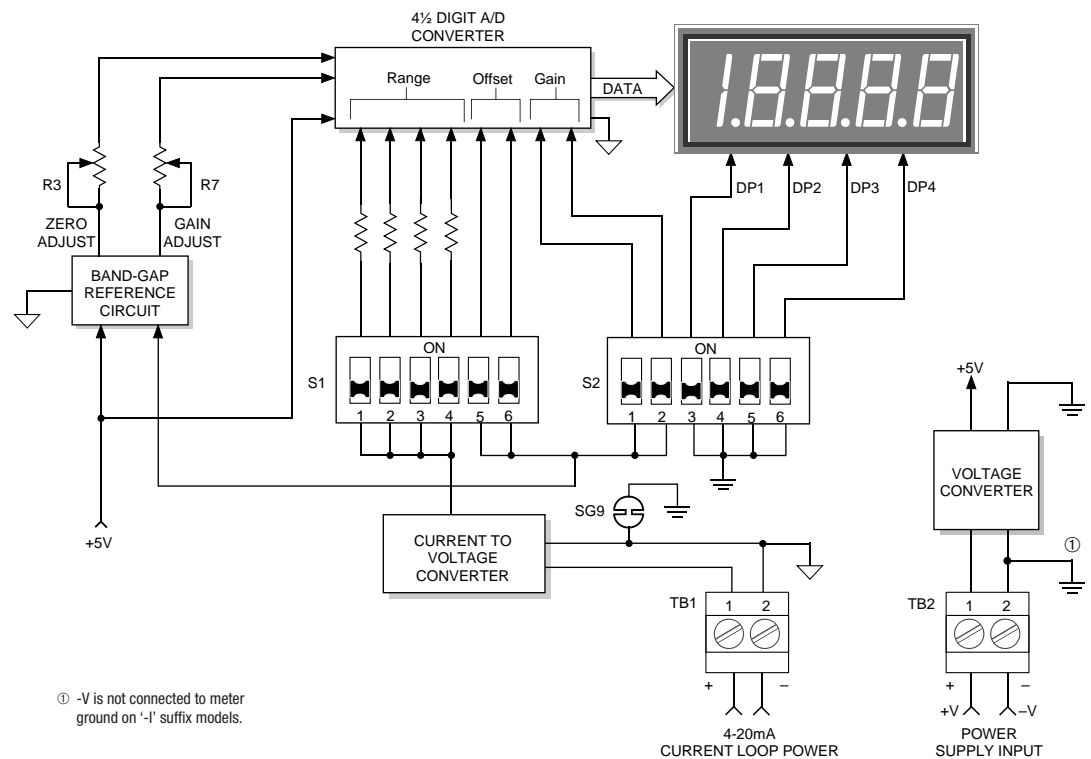 4½ DIGIT A/D
CONVERTER
Range
Offset
Gain
DATA
1.8.8.8.8
R3
R7
ZERO
ADJUST
GAIN
ADJUST
DP1
DP2
DP3
DP4
BAND-GAP
REFERENCE
CIRCUIT
ON
S1
1 2 3 4 5 6
ON
S2
1 2 3 4 5 6
+5V
VOLTAGE
CONVERTER
①
SG9
+5V
CURRENT TO
VOLTAGE
CONVERTER
TB1
1 2
+ –
4-20mA
CURRENT LOOP POWER
TB2
1 2
+ –
+V –V
POWER
SUPPLY INPUT
① -V is not connected to meter
ground on ‘-I’ suffix models.